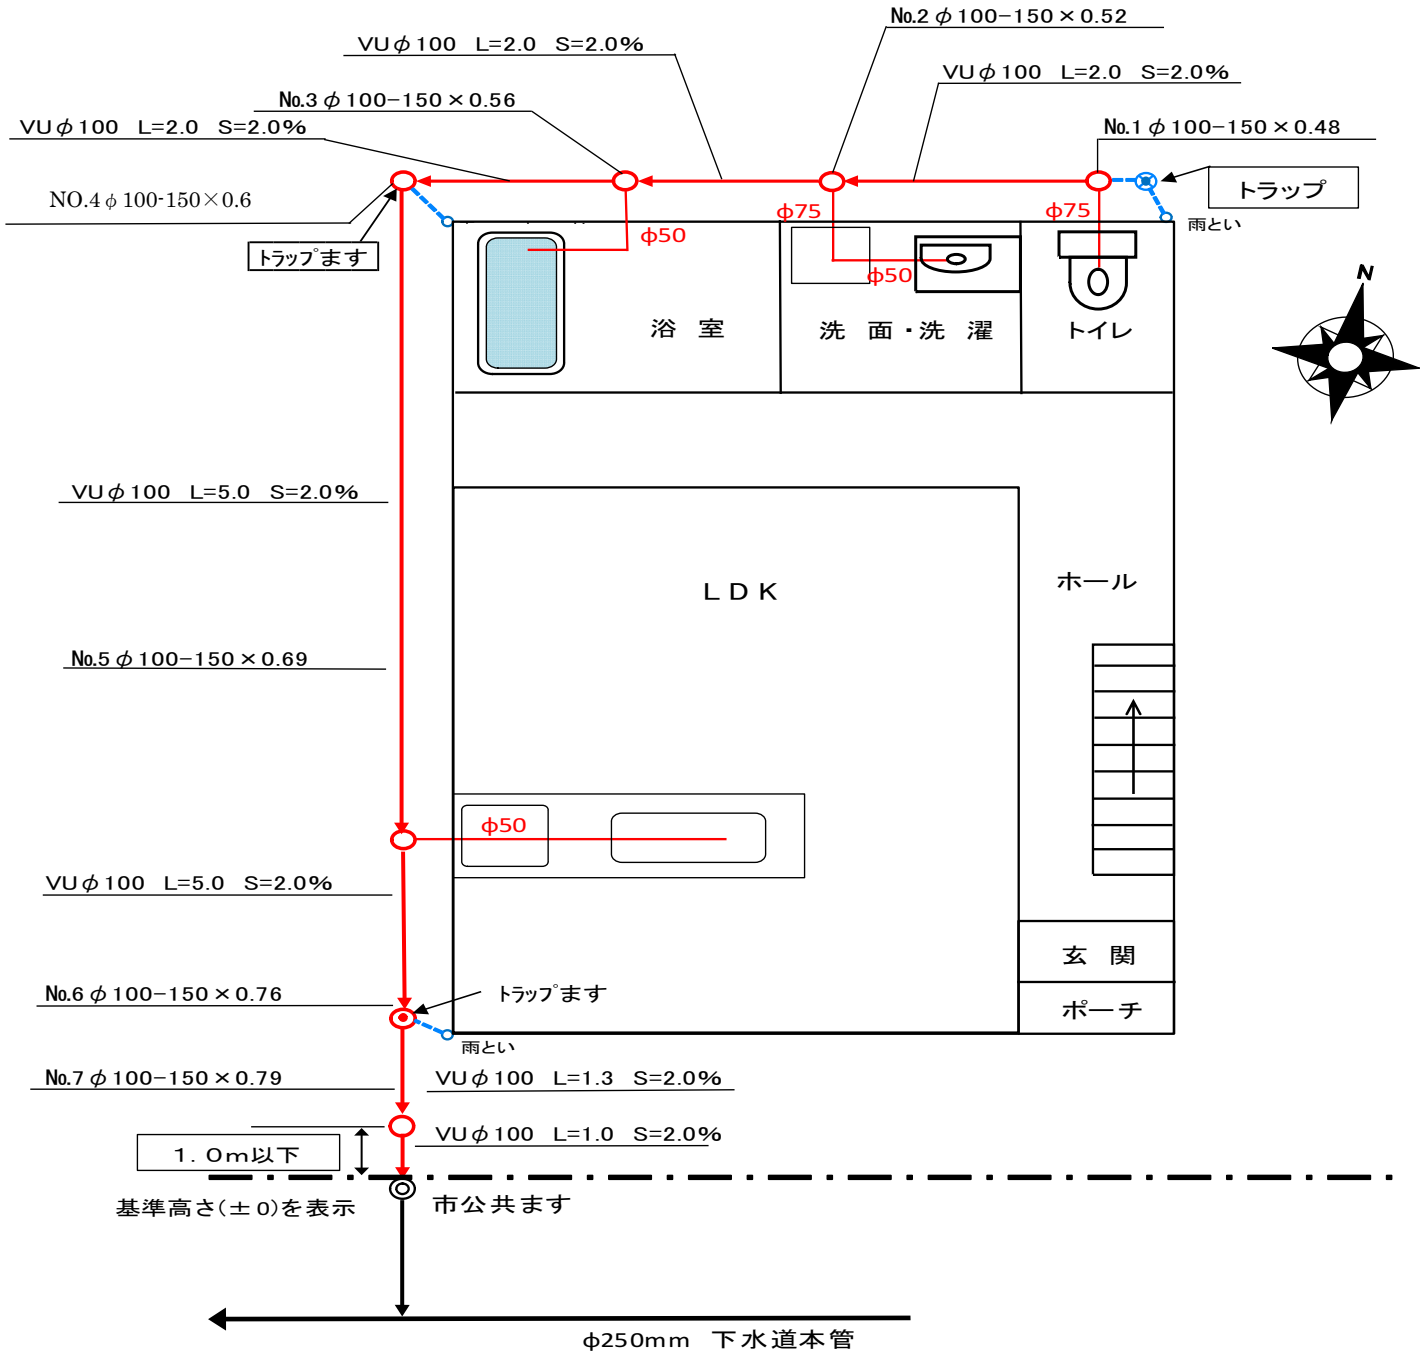 №.2 φ100−150×0.52
VUφ100 L=2.0 S=2.0%
VUφ100 L=2.0 S=2.0%
№.3 φ100−150×0.56
VUφ100 L=2.0 S=2.0%
№.1 φ100−150×0.48
NO.4 φ100-150×0.6
トラップ
φ75
φ75
雨とい
φ50
トラップます
φ50
N
浴室
洗面・洗濯
トイレ
VUφ100 L=5.0 S=2.0%
ホール
LDK
№.5 φ100−150×0.69
φ50
VUφ100 L=5.0 S=2.0%
玄関
№.6 φ100−150×0.76
トラップます
ポーチ
雨とい
№.7 φ100−150×0.79
VUφ100 L=1.3 S=2.0%
VUφ100 L=1.0 S=2.0%
1.0m以下
基準高さ(±0)を表示
市公共ます
φ250mm 下水道本管